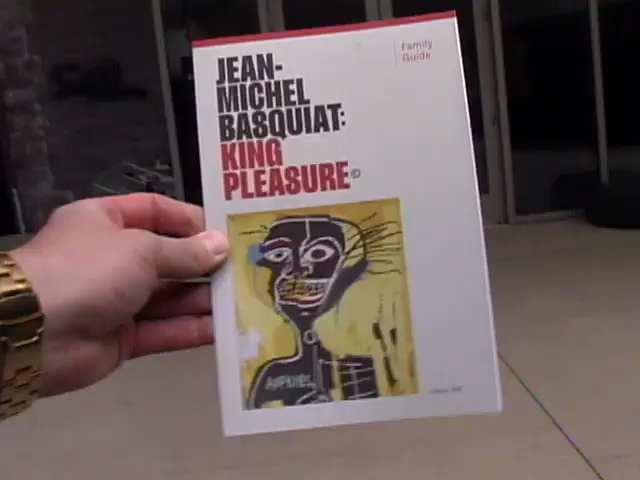 Family
Guide
JEAN-
MICHEL
BASQUIAT:
KING
PLEASURE©